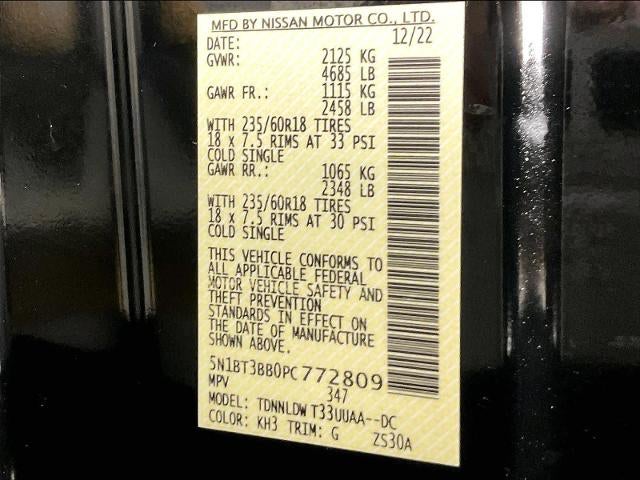 MFD BY NISSAN MOTOR CO., LTD.
DATE: 12/22
GVWR: 2125 KG
4685 LB
GAWR FR.: 1115 KG
2458 LB
WITH 235/60R18 TIRES
18 x 7.5 RIMS AT 33 PSI
COLD SINGLE
GAWR RR.: 1065 KG
2348 LB
WITH 235/60R18 TIRES
18 x 7.5 RIMS AT 30 PSI
COLD SINGLE
THIS VEHICLE CONFORMS TO
ALL APPLICABLE FEDERAL
MOTOR VEHICLE SAFETY AND
THEFT PREVENTION
STANDARDS IN EFFECT ON
THE DATE OF MANUFACTURE
SHOWN ABOVE.
5N1BT3BB0PC772809
MPV 347
MODEL: TDNNLDWT33UUAA--DC
COLOR: KH3 TRIM: G ZS30A